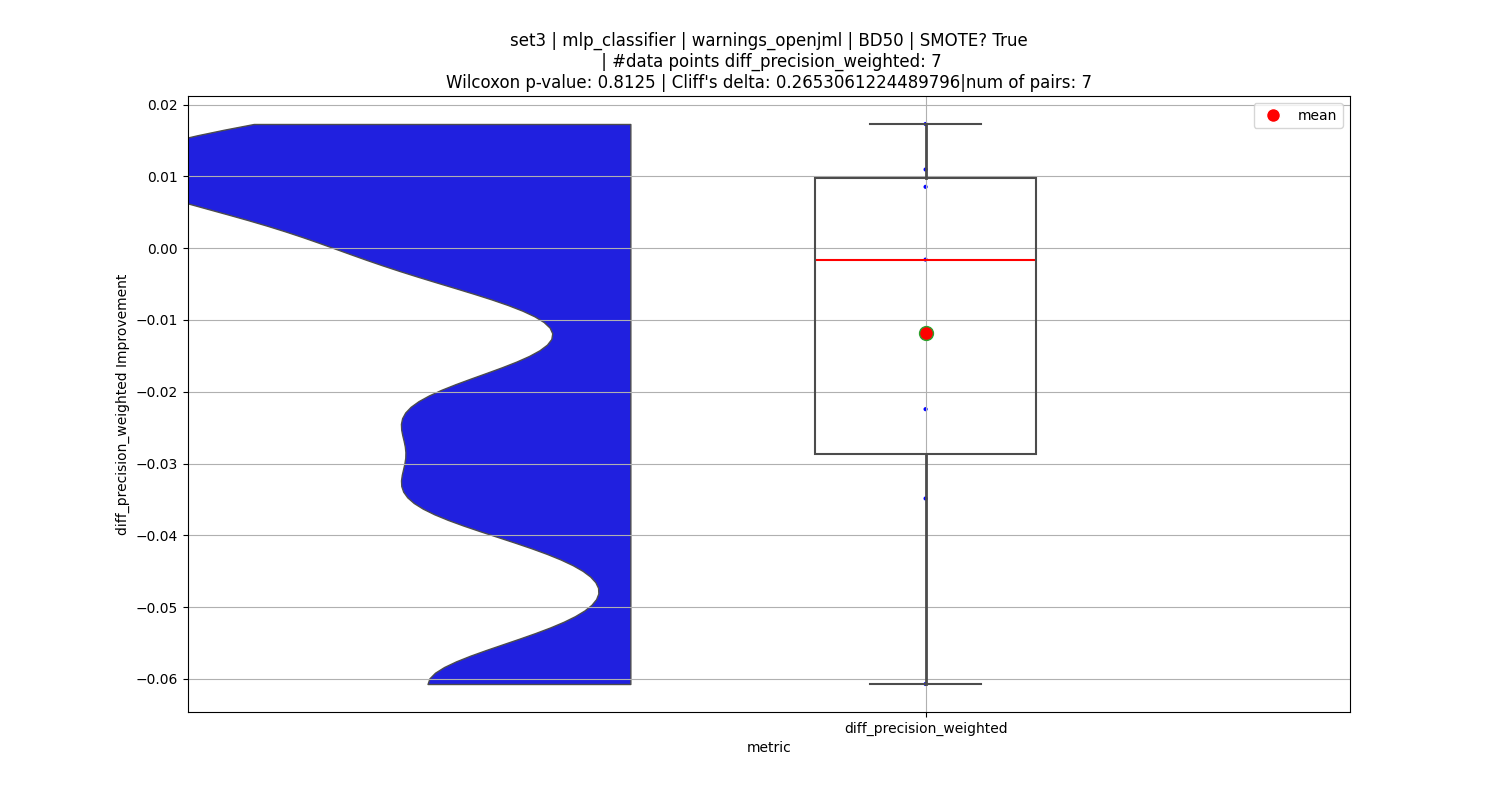 set3 | mlp_classifier | warnings_openjml | BD50 | SMOTE? True
| #data points diff_precision_weighted: 7
Wilcoxon p-value: 0.8125 | Cliff's delta: 0.2653061224489796|num of pairs: 7
mean
0.02
0.01
0.00
−0.01
−0.02
−0.03
−0.04
−0.05
−0.06
diff_precision_weighted Improvement
diff_precision_weighted
metric